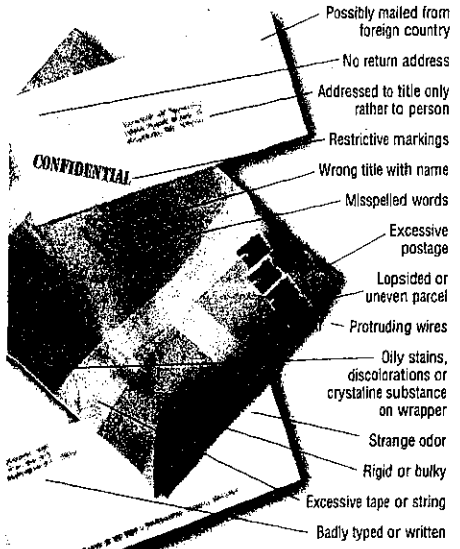 Possibly mailed from
foreign country
No return address
Addressed to title only
rather to person
Restrictive markings
CONFIDENTIAL
Wrong title with name
Misspelled words
Excessive
postage
Lopsided or
uneven parcel
Protruding wires
Oily stains,
discolorations or
crystaline substance
on wrapper
Strange odor
Rigid or bulky
Excessive tape or string
Badly typed or written